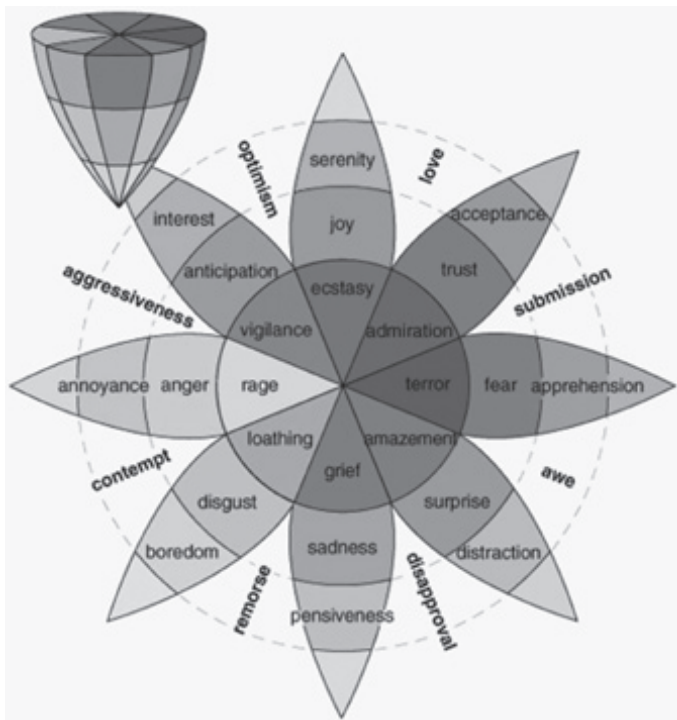 optimism
serenity
love
interest
joy
acceptance
anticipation
trust
aggressiveness
ecstasy
submission
vigilance
admiration
annoyance
anger
rage
terror
fear
apprehension
loathing
amazement
contempt
grief
awe
disgust
surprise
boredom
sadness
distraction
remorse
disapproval
pensiveness